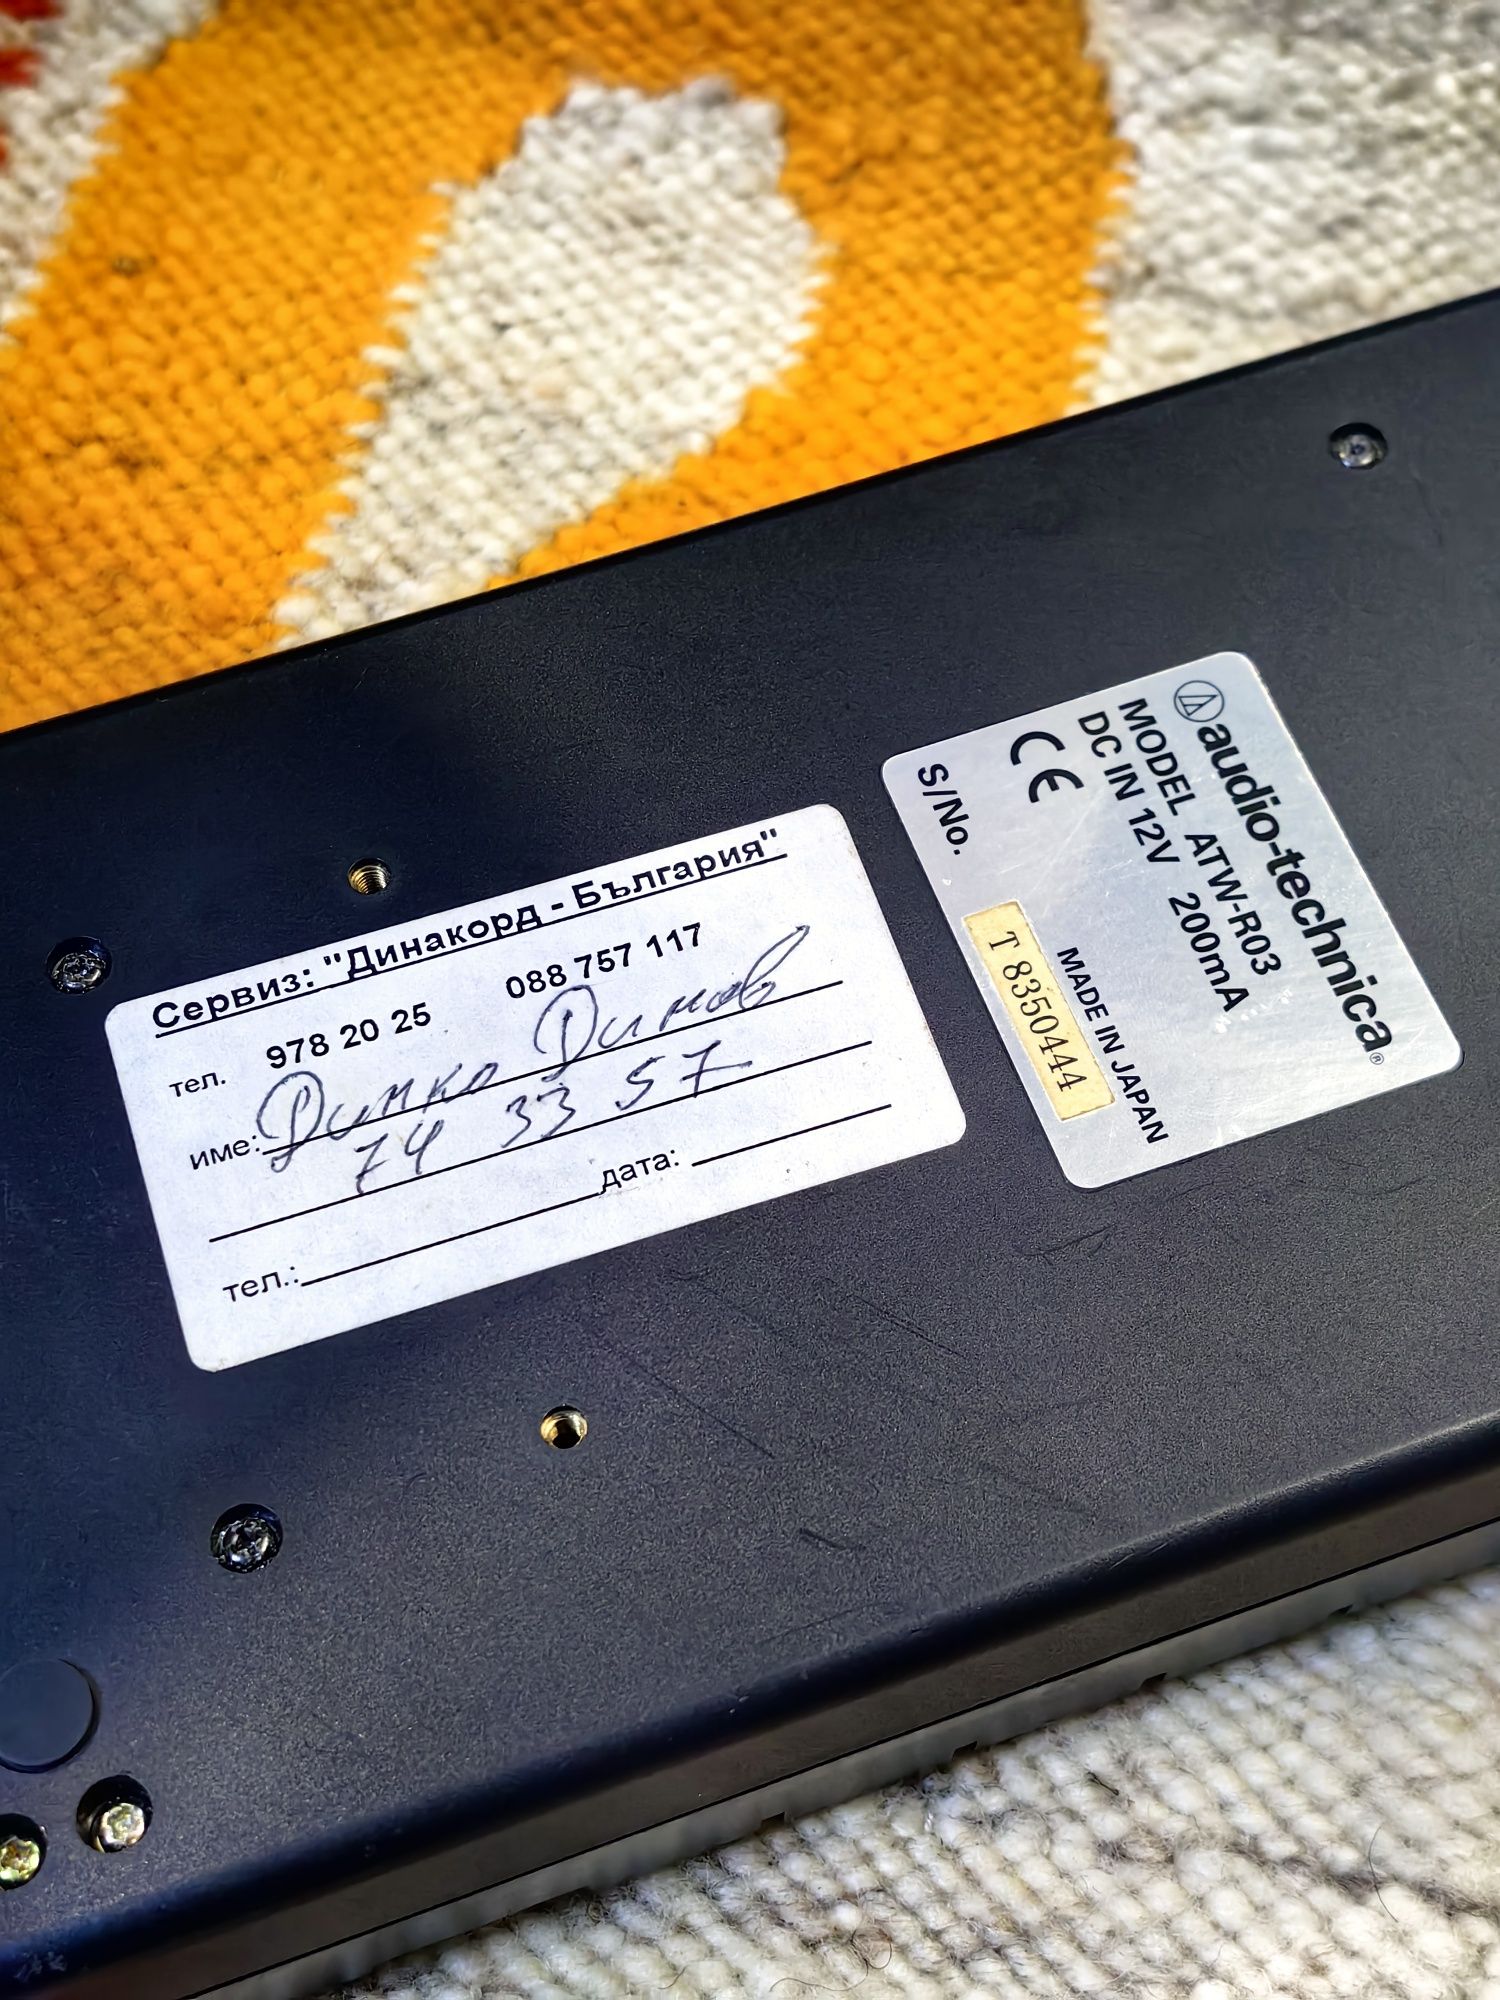 Сервиз: "Динакорд - България"
тел. 978 20 25 088 757 117
име: Димко Димов
74 33 57
дата:
тел.:
audio-technica®
MODEL ATW-R03
DC IN 12V 200mA
CE MADE IN JAPAN
S/No. T 8350444